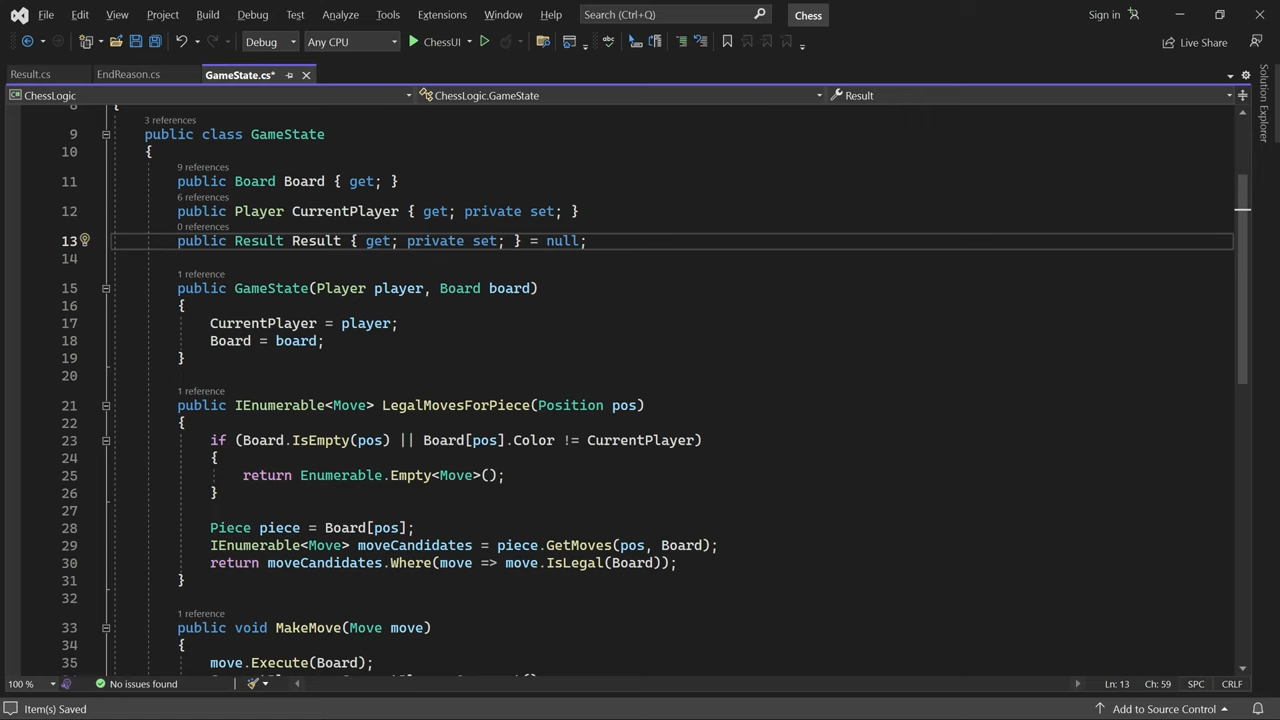 File Edit View Project Build Debug Test Analyze Tools Extensions Window Help Search (Ctrl+Q) Chess Sign in
Debug Any CPU ChessUI Live Share
Result.cs EndReason.cs GameState.cs*
ChessLogic ChessLogic.GameState Result
8 {
3 references
9 public class GameState
10 {
9 references
11 public Board Board { get; }
6 references
12 public Player CurrentPlayer { get; private set; }
0 references
13 public Result Result { get; private set; } = null;
14
1 reference
15 public GameState(Player player, Board board)
16 {
17 CurrentPlayer = player;
18 Board = board;
19 }
20
1 reference
21 public IEnumerable<Move> LegalMovesForPiece(Position pos)
22 {
23 if (Board.IsEmpty(pos) || Board[pos].Color != CurrentPlayer)
24 {
25 return Enumerable.Empty<Move>();
26 }
27
28 Piece piece = Board[pos];
29 IEnumerable<Move> moveCandidates = piece.GetMoves(pos, Board);
30 return moveCandidates.Where(move => move.IsLegal(Board));
31 }
32
1 reference
33 public void MakeMove(Move move)
34 {
35 move.Execute(Board);
100 % No issues found Ln: 13 Ch: 59 SPC CRLF
Item(s) Saved Add to Source Control
Solution Explorer